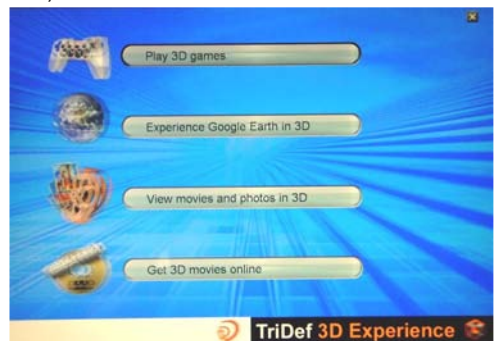 Play 3D games
Experience Google Earth in 3D
View movies and photos in 3D
Get 3D movies online
TriDef 3D Experience